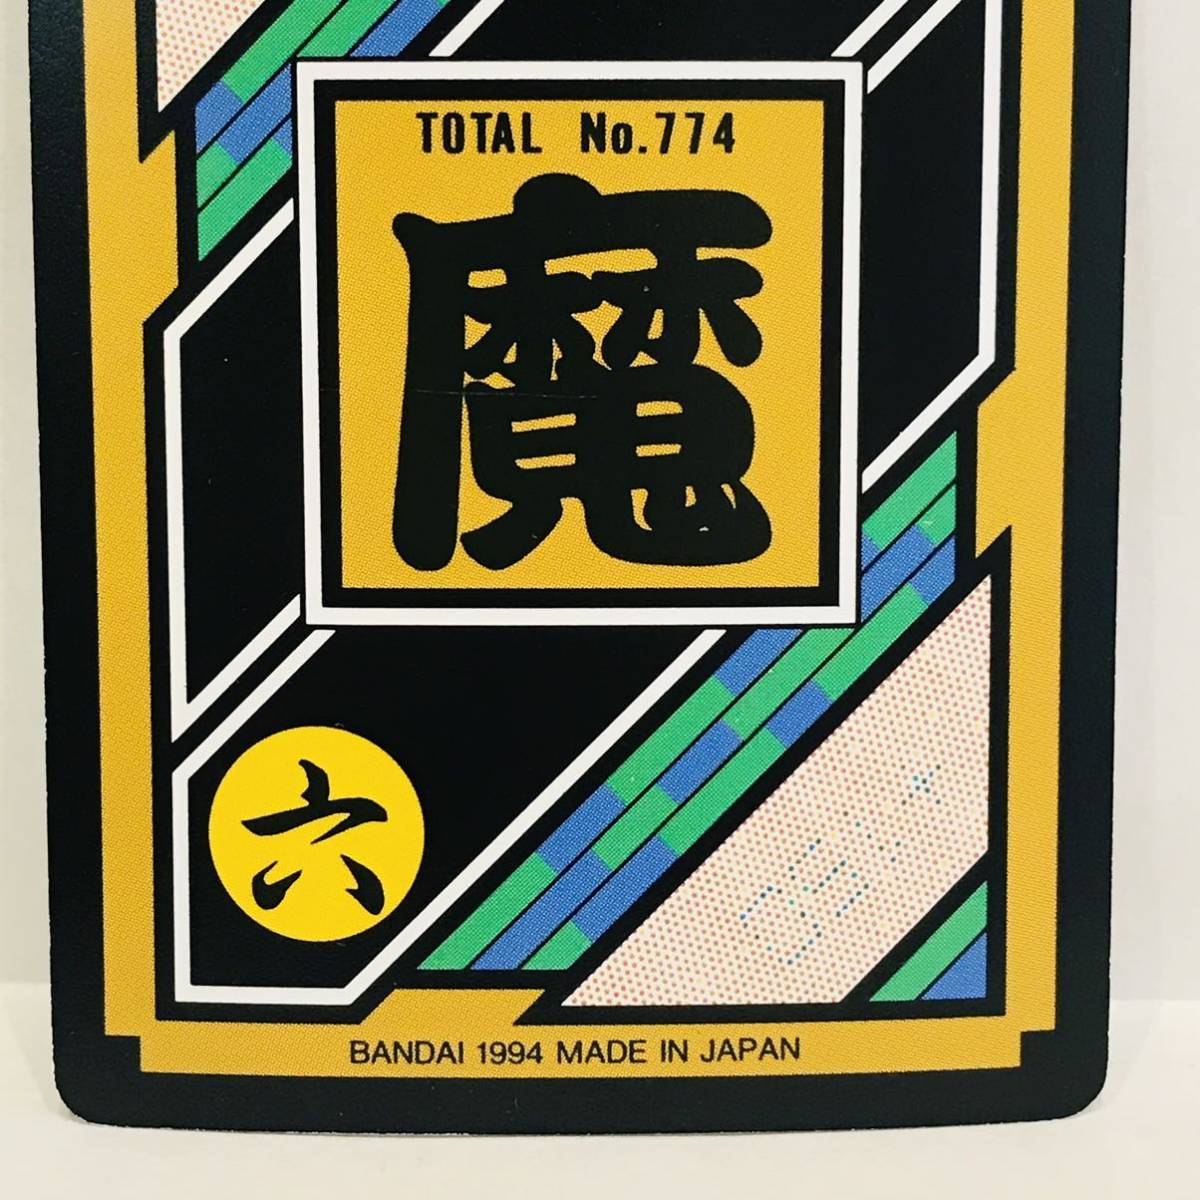 TOTAL No.774
魔
六
BANDAI 1994 MADE IN JAPAN